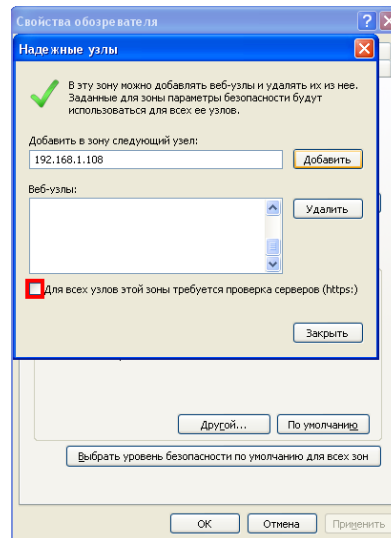 Свойства обозревателя
Надежные узлы
В эту зону можно добавлять веб-узлы и удалять их из нее.
Заданные для зоны параметры безопасности будут
использоваться для всех ее узлов.
Добавить в зону следующий узел:
192.168.1.108
Добавить
Веб-узлы:
Удалить
Для всех узлов этой зоны требуется проверка серверов (https:)
Закрыть
Другой...
По умолчанию
Выбрать уровень безопасности по умолчанию для всех зон
ОК
Отмена
Применить